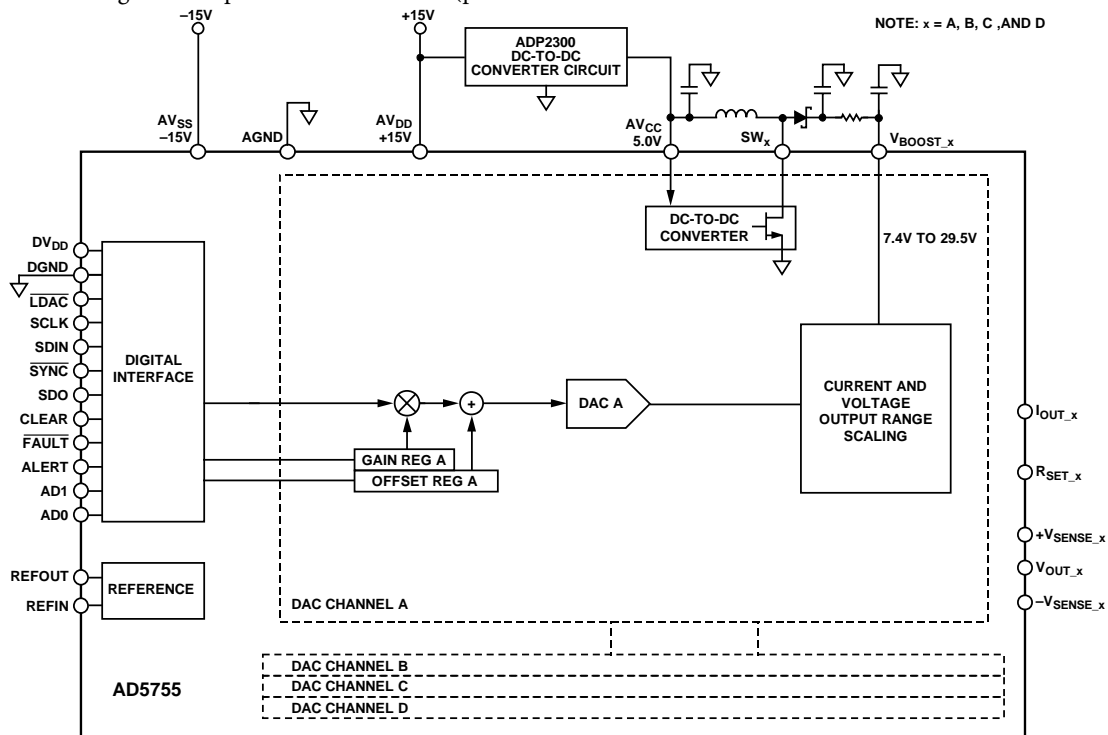 –15V
+15V
NOTE: x = A, B, C ,AND D
ADP2300
DC-TO-DC
CONVERTER CIRCUIT
AVSS
–15V
AGND
AVDD
+15V
AVCC
5.0V
SWx
VBOOST_x
DC-TO-DC
CONVERTER
7.4V TO 29.5V
DVDD
DGND
LDAC
SCLK
SDIN
SYNC
SDO
CLEAR
FAULT
ALERT
AD1
AD0
DIGITAL
INTERFACE
DAC A
GAIN REG A
OFFSET REG A
CURRENT AND
VOLTAGE
OUTPUT RANGE
SCALING
IOUT_x
RSET_x
+VSENSE_x
VOUT_x
–VSENSE_x
REFOUT
REFIN
REFERENCE
DAC CHANNEL A
DAC CHANNEL B
DAC CHANNEL C
DAC CHANNEL D
AD5755